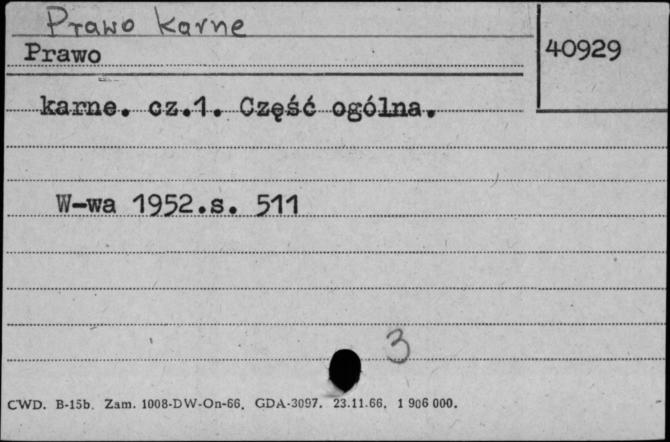 Prawo karne
Prawo
40929
karne. cz.1. Część ogólna.
W-wa 1952.s. 511
3
CWD. B-15b. Zam. 1008-DW-On-66. GDA-3097. 23.11.66. 1 906 000.